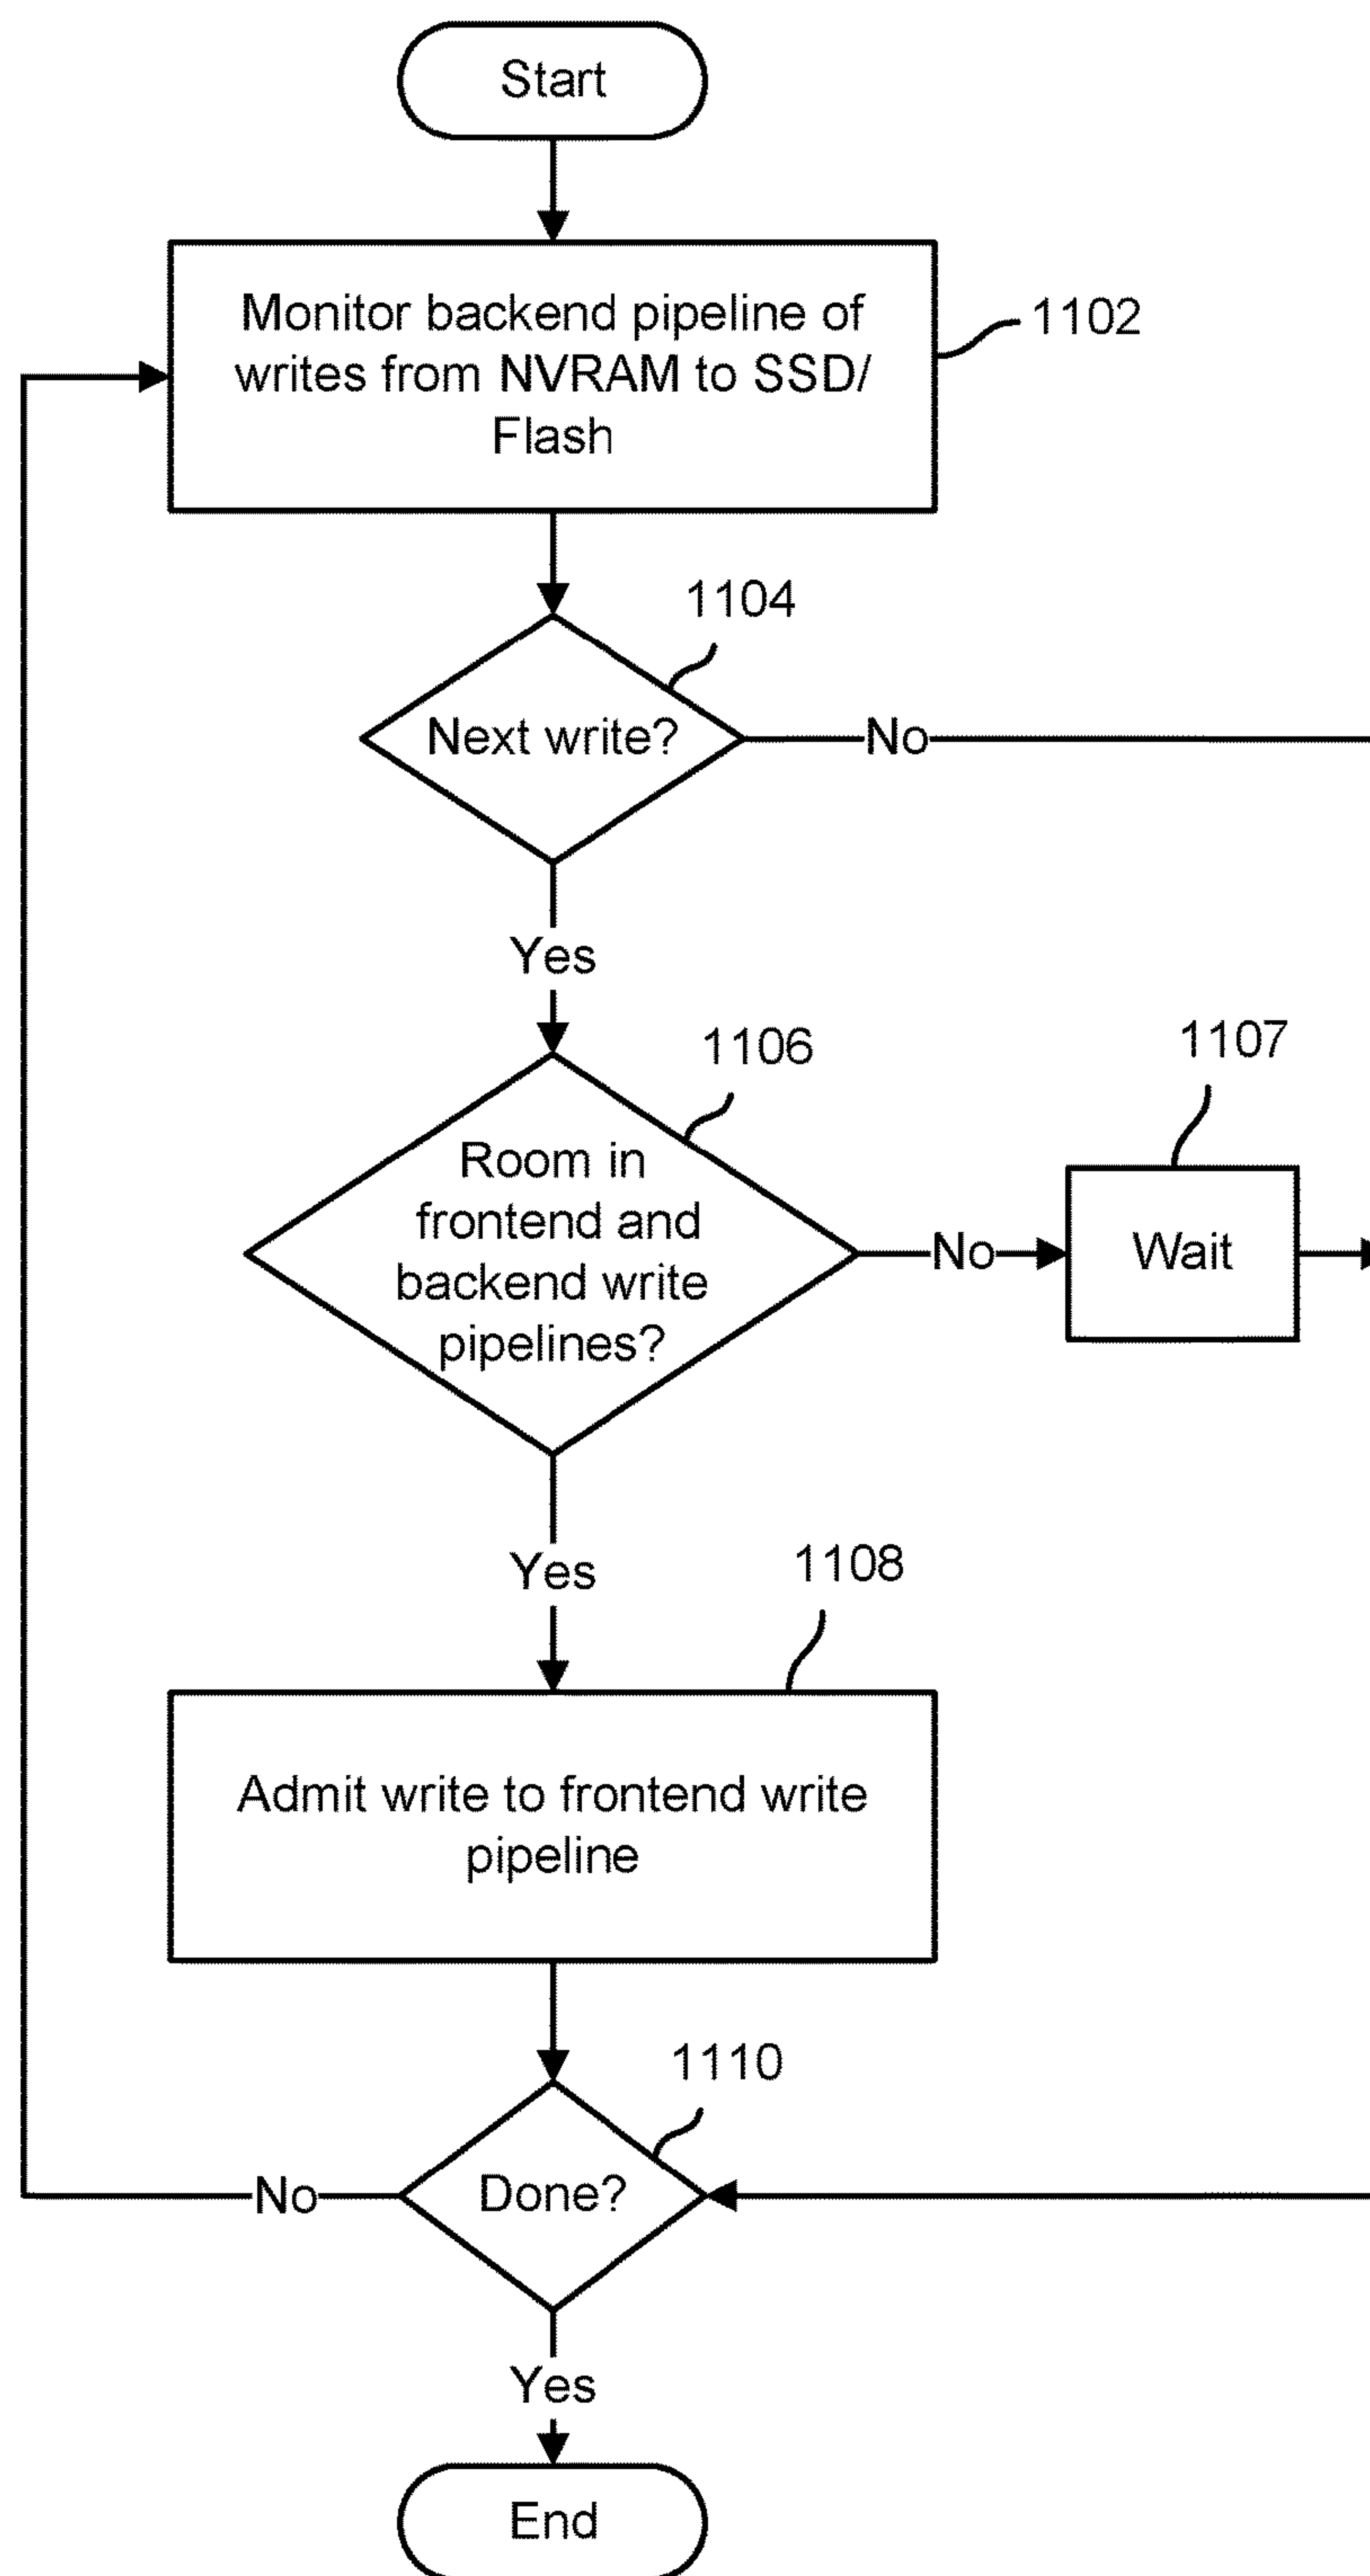 Start
Monitor backend pipeline of
writes from NVRAM to SSD/
Flash
1102
1104
Next write?
No
Yes
1106
1107
Room in
frontend and
backend write
pipelines?
No
Wait
Yes
1108
Admit write to frontend write
pipeline
1110
Done?
No
Yes
End